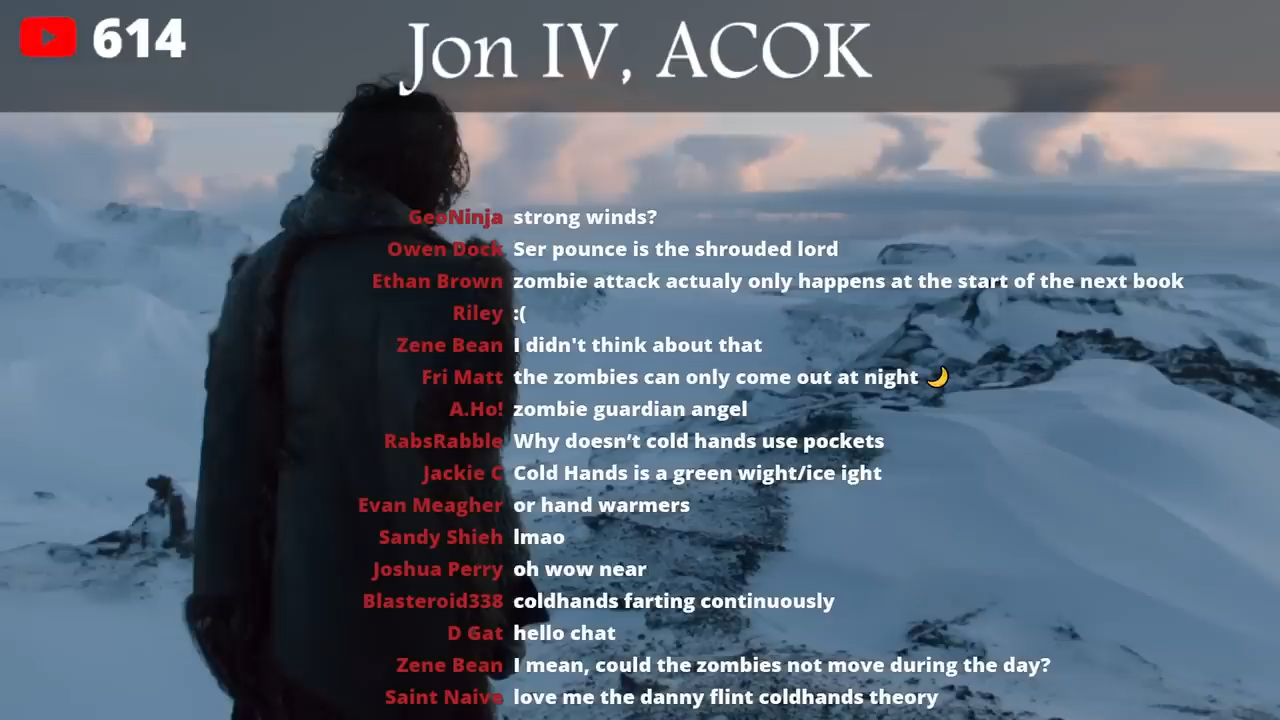 614
Jon IV, ACOK
GeoNinja strong winds?
Owen Dock Ser pounce is the shrouded lord
Ethan Brown zombie attack actualy only happens at the start of the next book
Riley :(
Zene Bean I didn't think about that
Fri Matt the zombies can only come out at night 🌙
A.Ho! zombie guardian angel
RabsRabble Why doesn’t cold hands use pockets
Jackie C Cold Hands is a green wight/ice ight
Evan Meagher or hand warmers
Sandy Shieh lmao
Joshua Perry oh wow near
Blasteroid338 coldhands farting continuously
D Gat hello chat
Zene Bean I mean, could the zombies not move during the day?
Saint Naive love me the danny flint coldhands theory